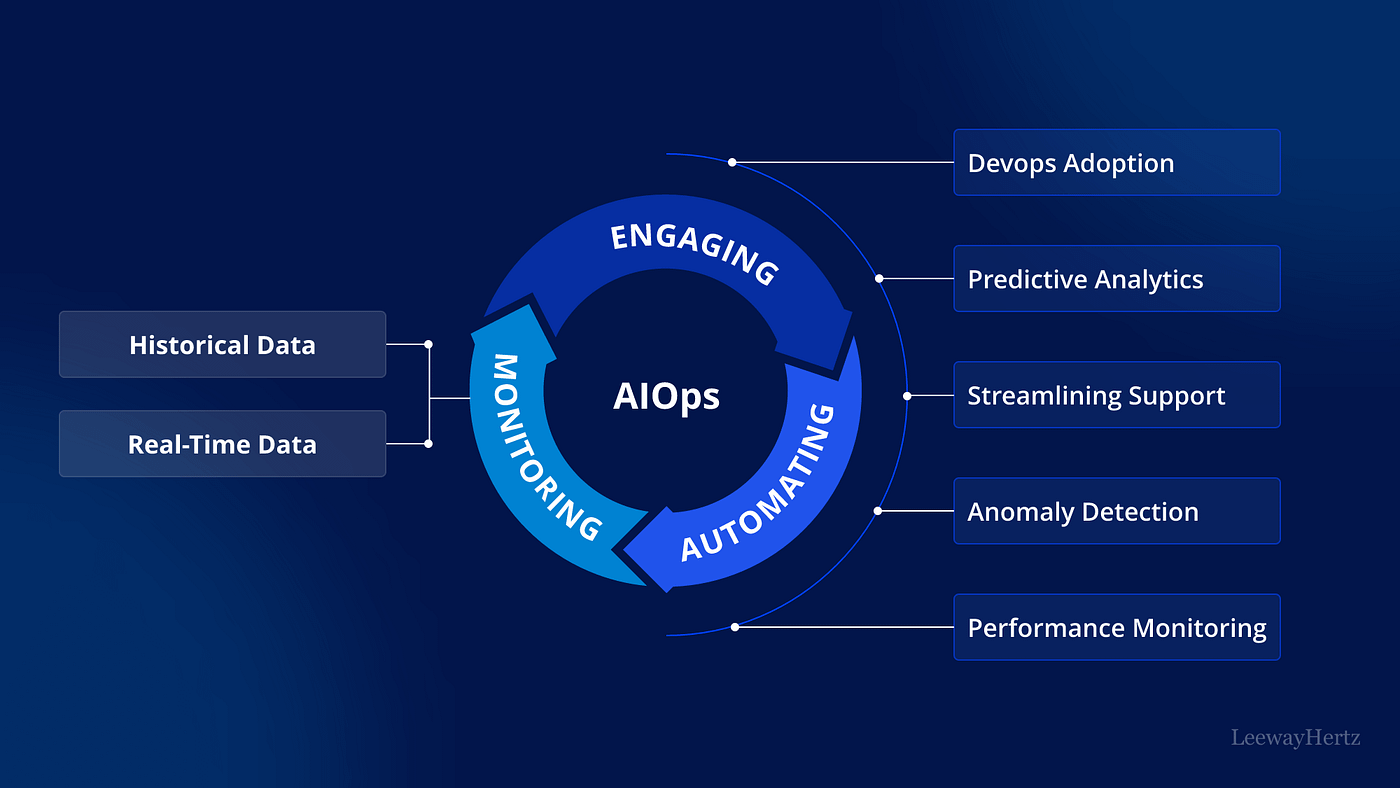 Historical Data
Real-Time Data
ENGAGING
MONITORING
AUTOMATING
AIOps
Devops Adoption
Predictive Analytics
Streamlining Support
Anomaly Detection
Performance Monitoring
LeewayHertz